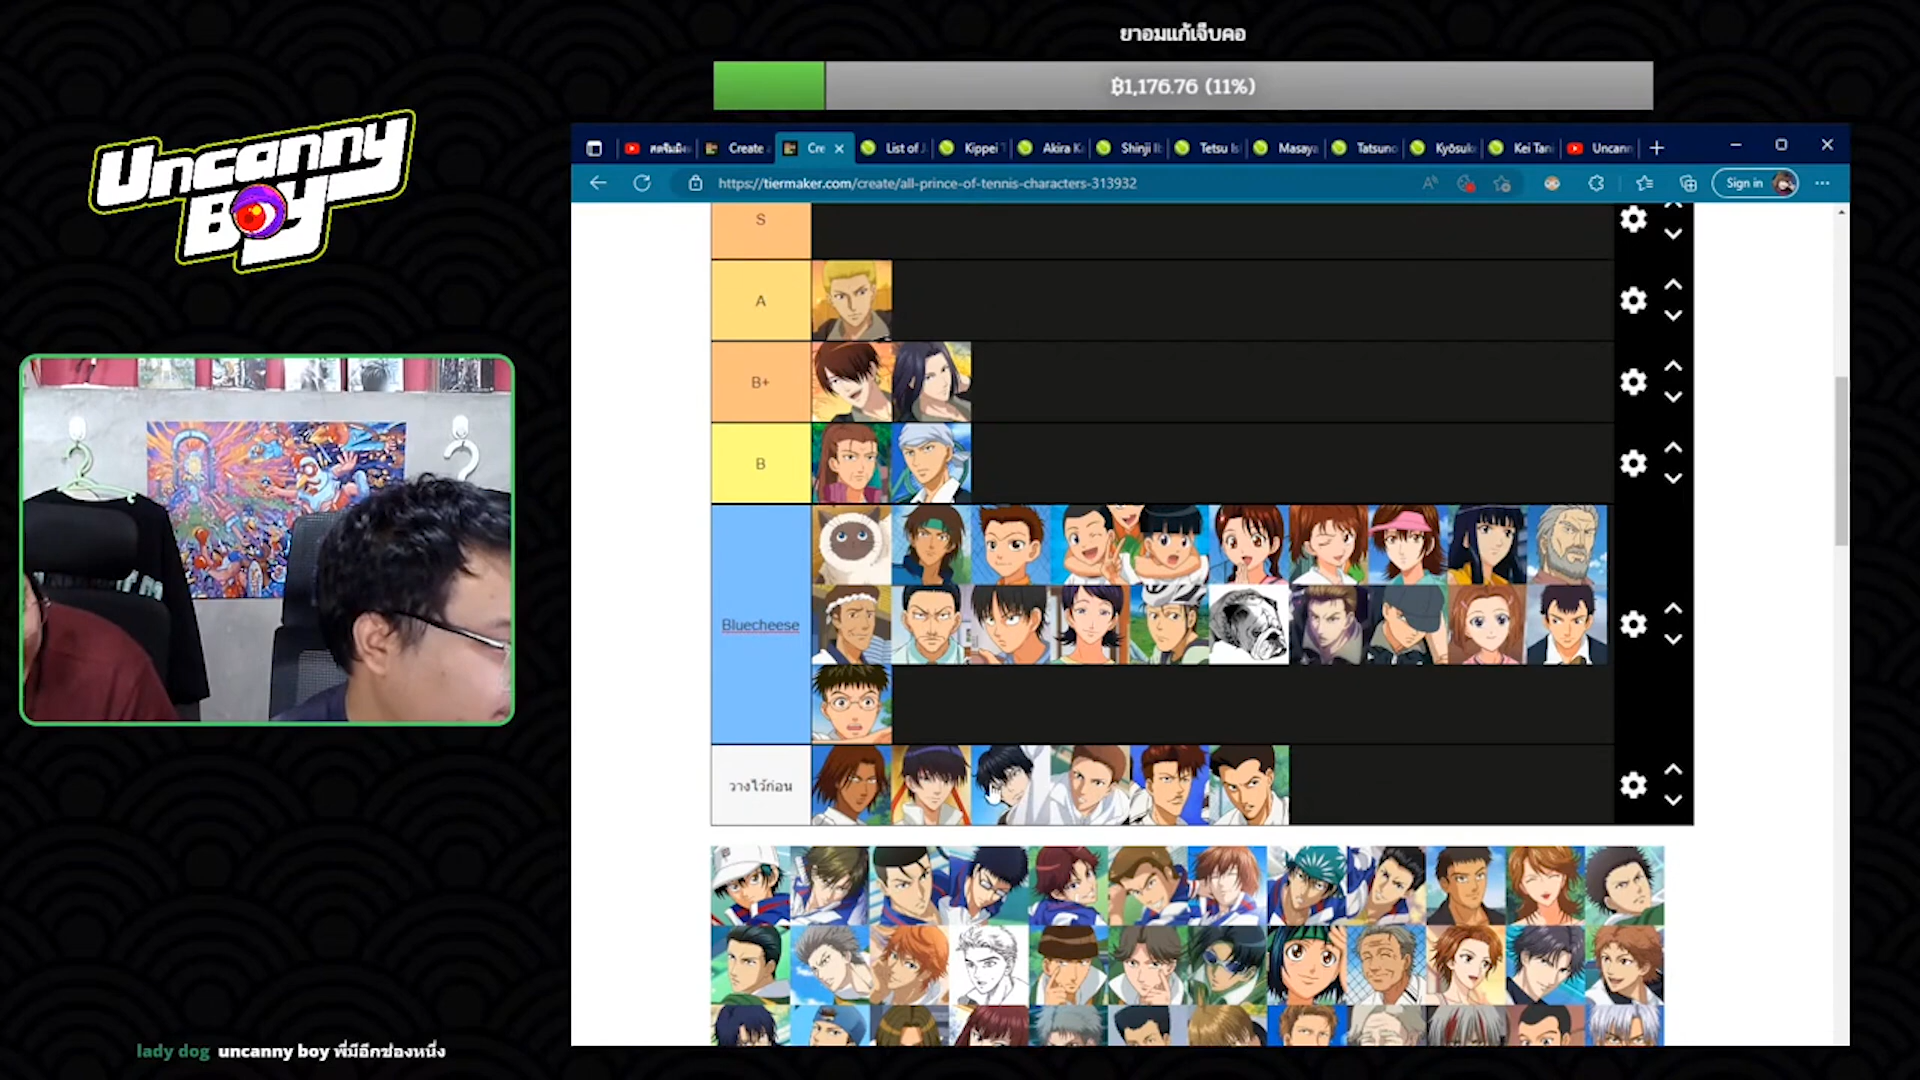 ยาอมแก้เจ็บคอ
฿1,176.76 (11%)
Uncanny
Boy
Create
Cre
List of
Kippei
Akira
Shinji
Tetsu
Masaya
Tatsuno
Kyōsuk
Kei Tan
Uncann
https://tiermaker.com/create/all-prince-of-tennis-characters-313932
Sign in
S
A
B+
B
Bluecheese
วางไว้ก่อน
lady dog uncanny boy พี่มีอีกช่องหนึ่ง